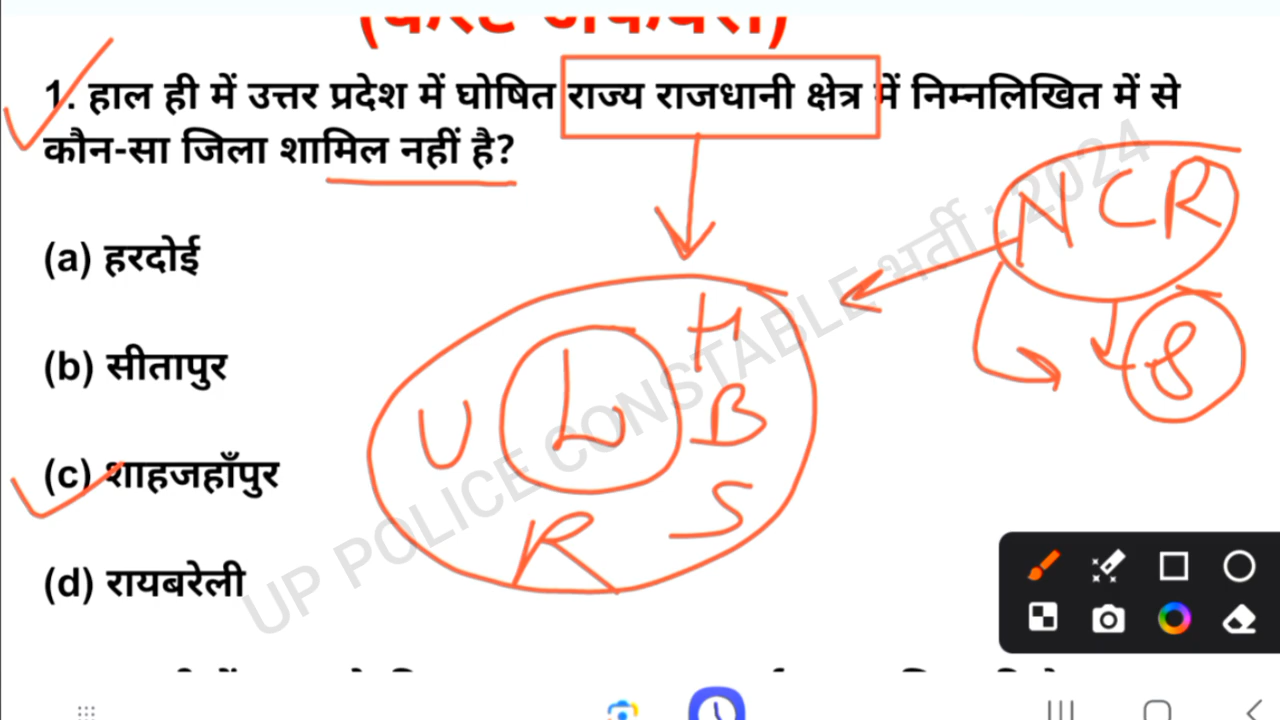 1. हाल ही में उत्तर प्रदेश में घोषित राज्य राजधानी क्षेत्र में निम्नलिखित में से
कौन-सा जिला शामिल नहीं है?
(a) हरदोई
(b) सीतापुर
(c) शाहजहाँपुर
(d) रायबरेली
NCR
H
U L B
S
R
8
UP POLICE CONSTABLE भर्ती : 2024